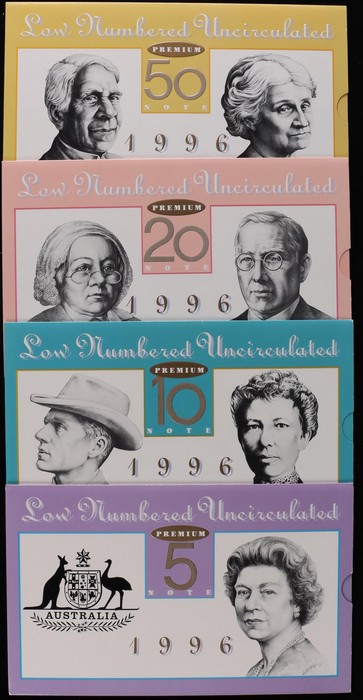 Low Numbered Uncirculated
PREMIUM
50
NOTE
1996
Low Numbered Uncirculated
PREMIUM
20
NOTE
1996
Low Numbered Uncirculated
PREMIUM
10
NOTE
1996
Low Numbered Uncirculated
PREMIUM
5
NOTE
AUSTRALIA
1996